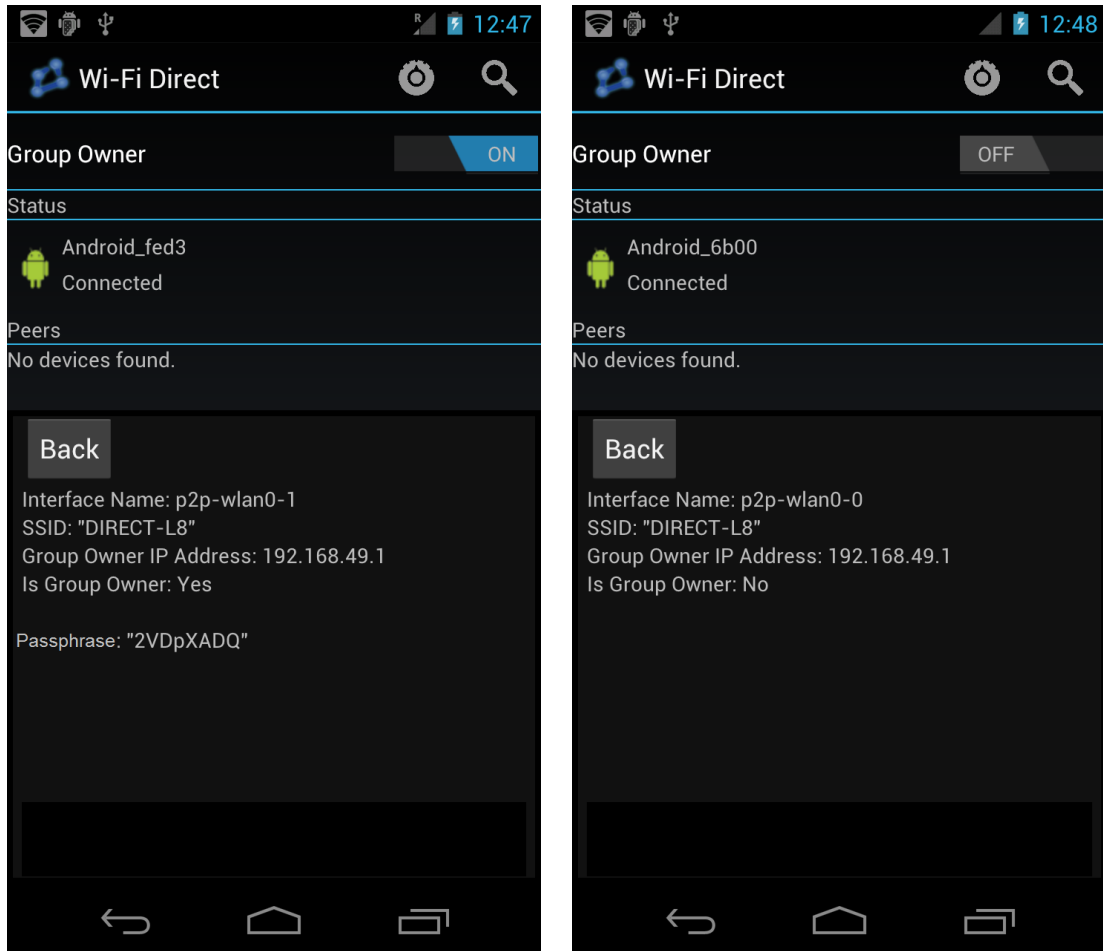 R 12:47
Wi-Fi Direct
Group Owner ON
Status
Android_fed3
Connected
Peers
No devices found.
Back
Interface Name: p2p-wlan0-1
SSID: "DIRECT-L8"
Group Owner IP Address: 192.168.49.1
Is Group Owner: Yes
Passphrase: "2VDpXADQ"
12:48
Wi-Fi Direct
Group Owner OFF
Status
Android_6b00
Connected
Peers
No devices found.
Back
Interface Name: p2p-wlan0-0
SSID: "DIRECT-L8"
Group Owner IP Address: 192.168.49.1
Is Group Owner: No